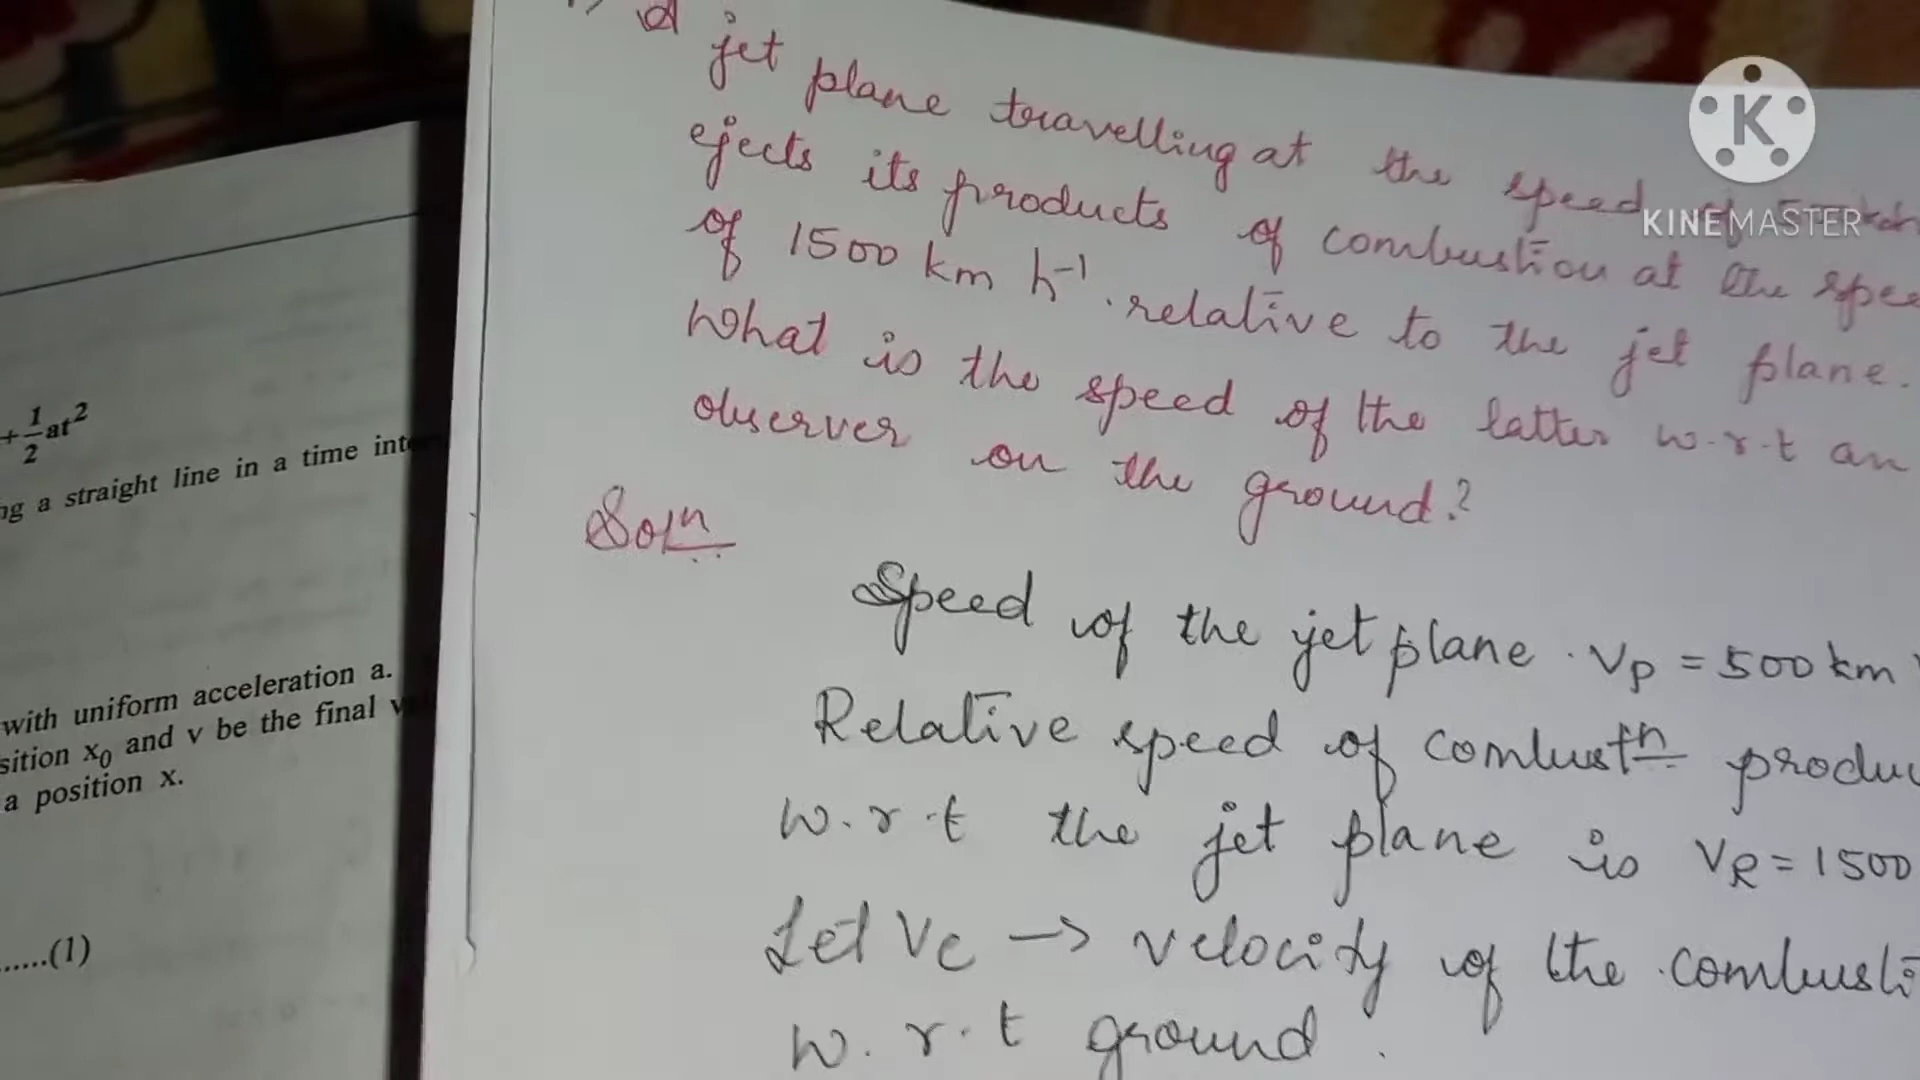 +1/2at²
ng a straight line in a time inte
with uniform acceleration a.
sition x₀ and v be the final v
a position x.
......(1)
A jet plane travelling at the speed of
ejects its products of combustion at the spee
of 1500 km h⁻¹. relative to the jet plane.
What is the speed of the latter w.r.t an
observer on the ground?
Solⁿ
Speed of the jet plane. Vp = 500 km
Relative speed of combustⁿ produc
w.r.t the jet plane is VR = 1500
Let Vc → velocity of the combusti
w.r.t ground.
K
KINEMASTER